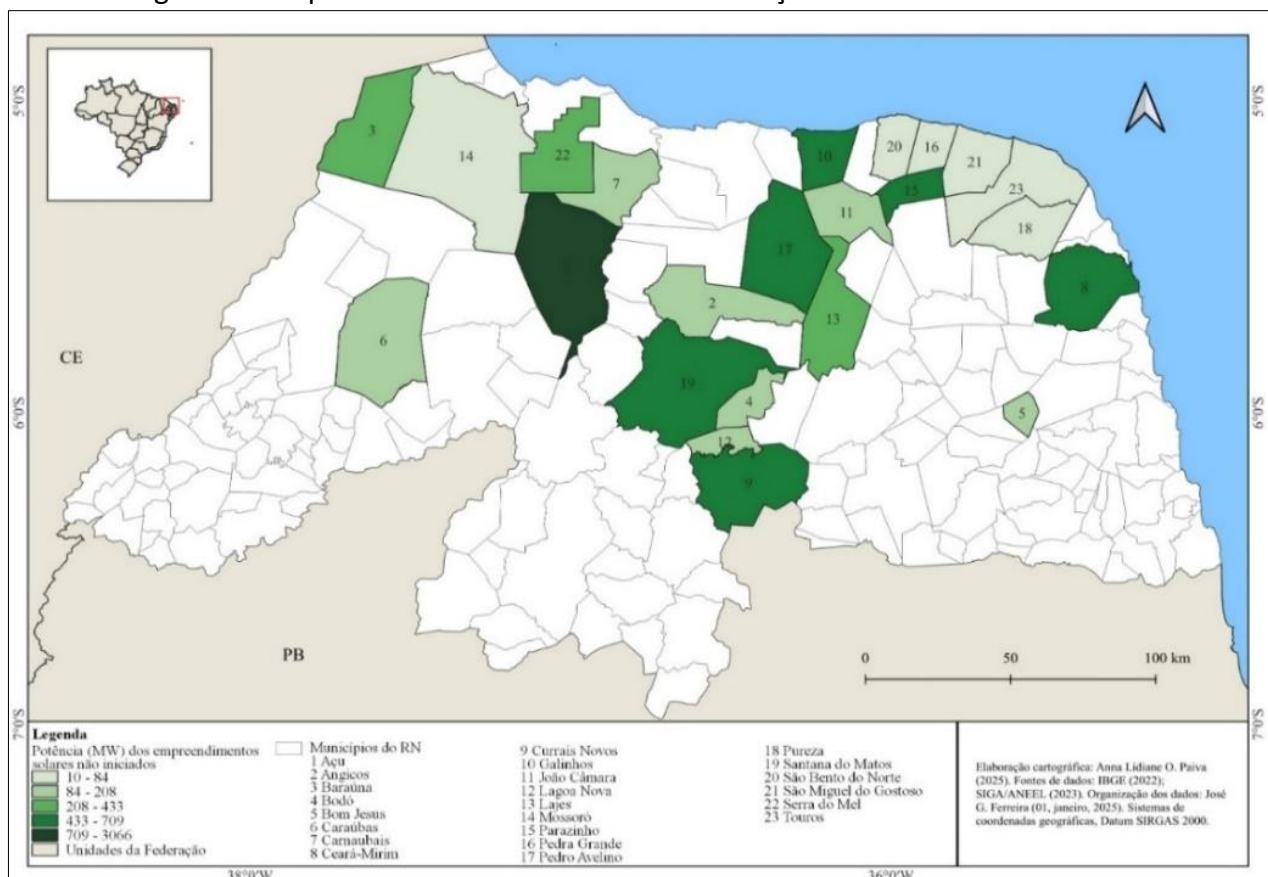 5°0'S
5°0'S
3
14
22
7
10
20
16
21
15
23
11
18
17
8
2
13
6
CE
19
4
5
6°0'S
6°0'S
12
9
PB
0 50 100 km
7°0'S
7°0'S
Legenda
Potência (MW) dos empreendimentos
solares não iniciados
10 - 84
84 - 208
208 - 433
433 - 709
709 - 3066
Unidades da Federação
Municípios do RN
1 Açu
2 Angicos
3 Baraúna
4 Bodó
5 Bom Jesus
6 Caraúbas
7 Carnaubais
8 Ceará-Mirim
9 Currais Novos
10 Galinhos
11 João Câmara
12 Lagoa Nova
13 Lajes
14 Mossoró
15 Parazinho
16 Pedra Grande
17 Pedro Avelino
18 Pureza
19 Santana do Matos
20 São Bento do Norte
21 São Miguel do Gostoso
22 Serra do Mel
23 Touros
Elaboração cartográfica: Anna Lidiane O. Paiva
(2025). Fontes de dados: IBGE (2022);
SIGA/ANEEL (2023). Organização dos dados: José
G. Ferreira (01, janeiro, 2025). Sistemas de
coordenadas geográficas, Datum SIRGAS 2000.
38°0'W
36°0'W